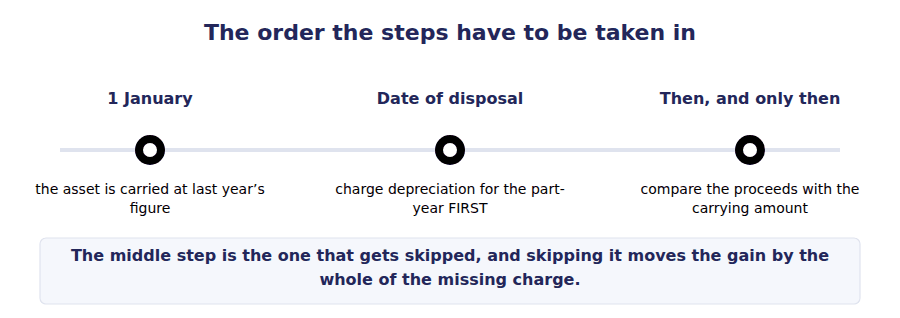 The order the steps have to be taken in
1 January
Date of disposal
Then, and only then
the asset is carried at last year’s
figure
charge depreciation for the part-
year FIRST
compare the proceeds with the
carrying amount
The middle step is the one that gets skipped, and skipping it moves the gain by the
whole of the missing charge.